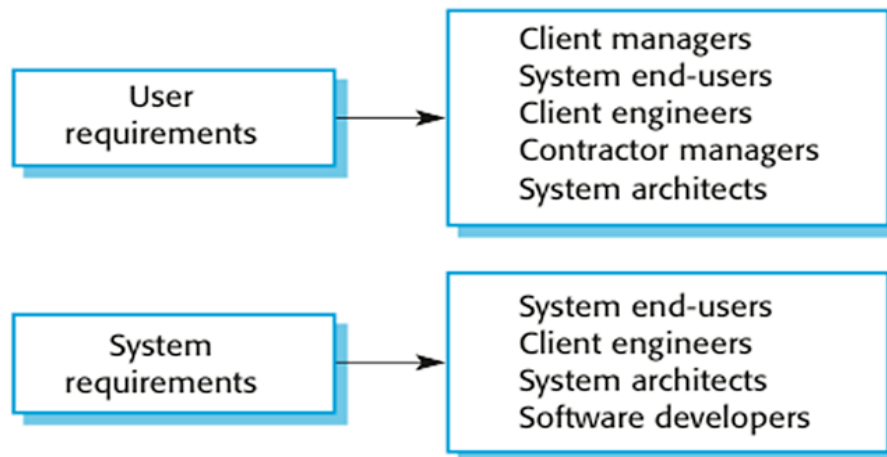 User
requirements
Client managers
System end-users
Client engineers
Contractor managers
System architects
System
requirements
System end-users
Client engineers
System architects
Software developers